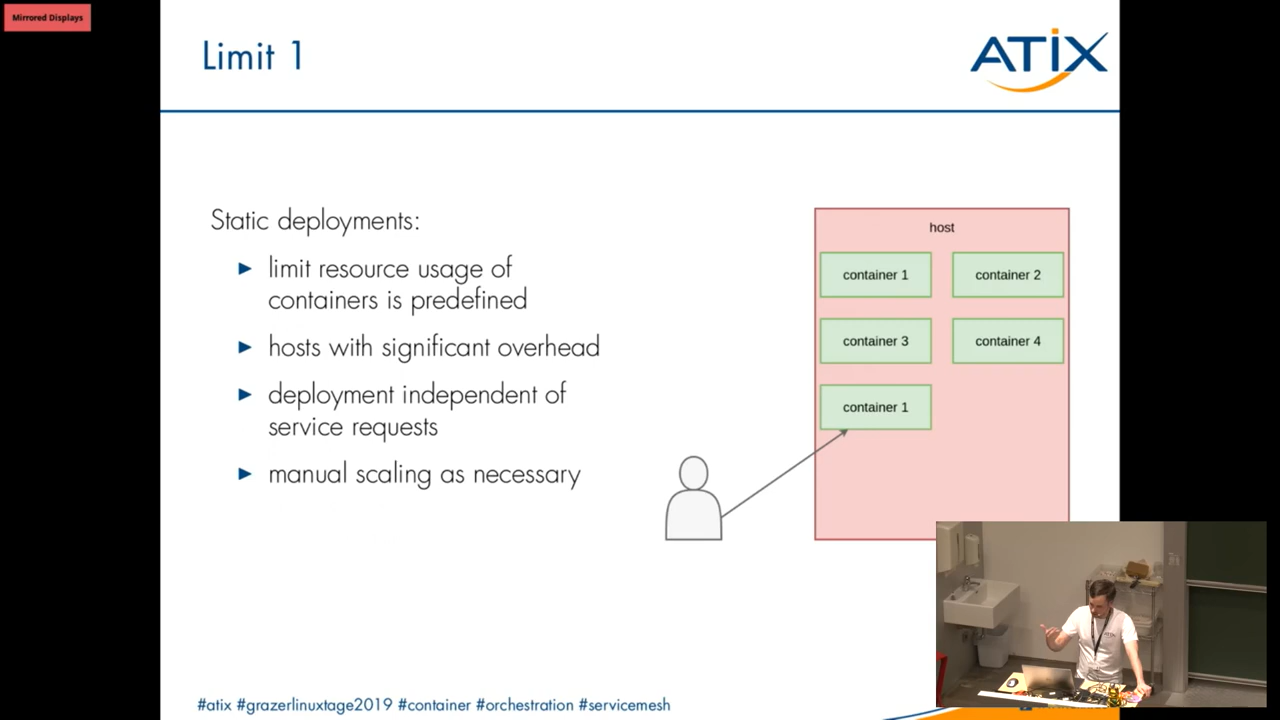 Mirrored Displays
Limit 1
ATIX
Static deployments:
limit resource usage of
containers is predefined
hosts with significant overhead
deployment independent of
service requests
manual scaling as necessary
host
container 1
container 2
container 3
container 4
container 1
#atix #grazerlinuxtage2019 #container #orchestration #servicemesh
ATIX